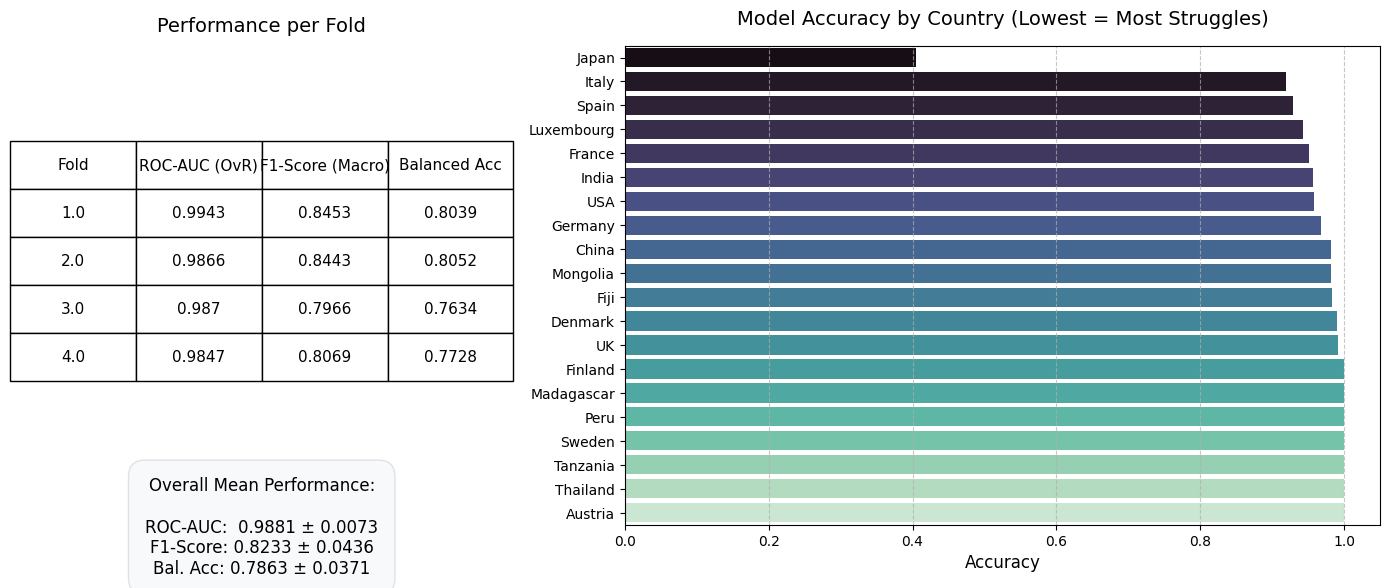 Performance per Fold
Fold ROC-AUC (OvR) F1-Score (Macro) Balanced Acc
1.0 0.9943 0.8453 0.8039
2.0 0.9866 0.8443 0.8052
3.0 0.987 0.7966 0.7634
4.0 0.9847 0.8069 0.7728
Overall Mean Performance:
ROC-AUC: 0.9881 ± 0.0073
F1-Score: 0.8233 ± 0.0436
Bal. Acc: 0.7863 ± 0.0371
Model Accuracy by Country (Lowest = Most Struggles)
Japan
Italy
Spain
Luxembourg
France
India
USA
Germany
China
Mongolia
Fiji
Denmark
UK
Finland
Madagascar
Peru
Sweden
Tanzania
Thailand
Austria
0.0 0.2 0.4 0.6 0.8 1.0
Accuracy